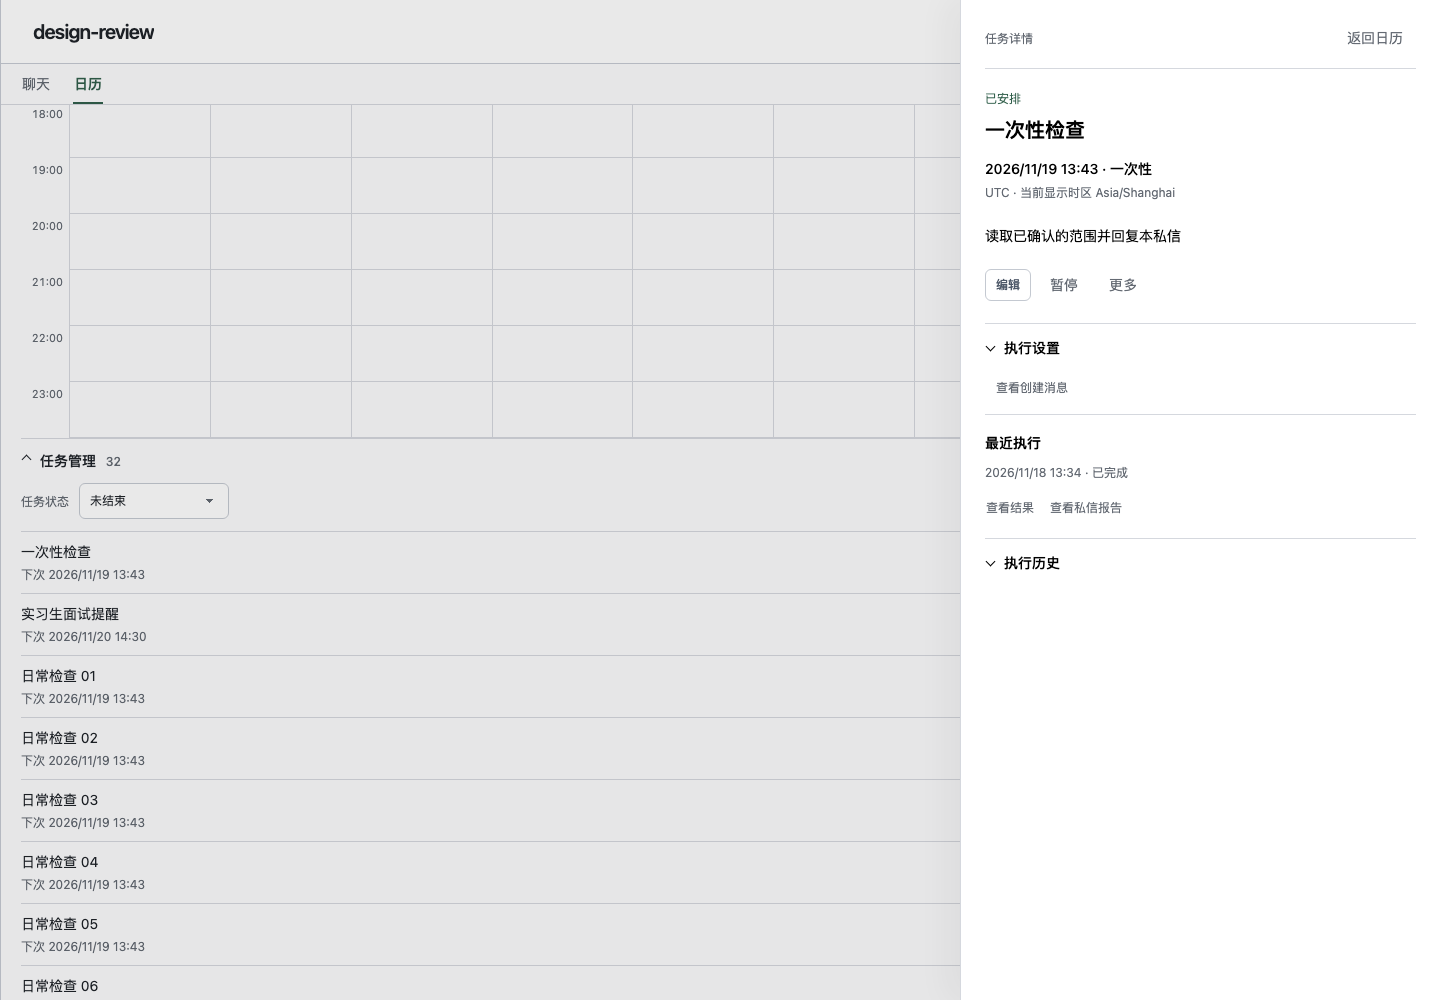 design-review
聊天 日历
18:00
19:00
20:00
21:00
22:00
23:00
任务管理 32
任务状态 未结束
一次性检查
下次 2026/11/19 13:43
实习生面试提醒
下次 2026/11/20 14:30
日常检查 01
下次 2026/11/19 13:43
日常检查 02
下次 2026/11/19 13:43
日常检查 03
下次 2026/11/19 13:43
日常检查 04
下次 2026/11/19 13:43
日常检查 05
下次 2026/11/19 13:43
日常检查 06
任务详情 返回日历
已安排
一次性检查
2026/11/19 13:43 · 一次性
UTC · 当前显示时区 Asia/Shanghai
读取已确认的范围并回复本私信
编辑 暂停 更多
执行设置
查看创建消息
最近执行
2026/11/18 13:34 · 已完成
查看结果 查看私信报告
执行历史